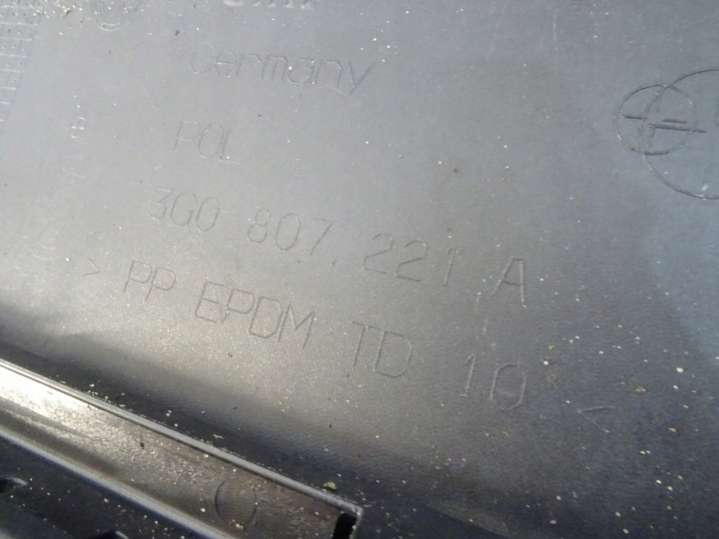 Germany
POL
3G0 807 221 A
> PP EPDM TD 10 <